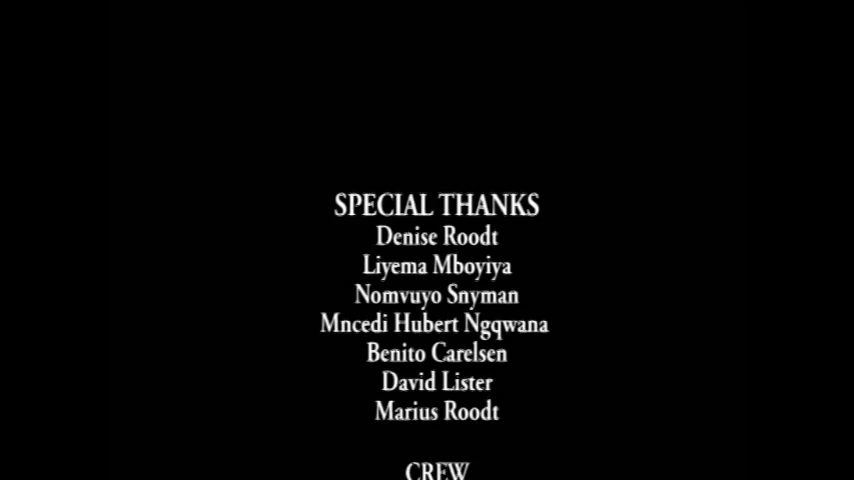 SPECIAL THANKS
Denise Roodt
Liyema Mboyiya
Nomvuyo Snyman
Mncedi Hubert Ngqwana
Benito Carelsen
David Lister
Marius Roodt
CREW